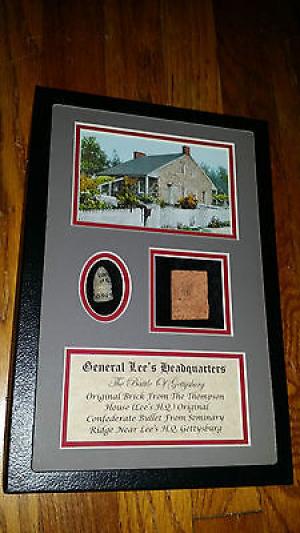 General Lee's Headquarters
The Battle Of Gettysburg
Original Brick From The Thompson
House (Lee's H.Q.) Original
Confederate Bullet From Seminary
Ridge Near Lee's H.Q. Gettysburg